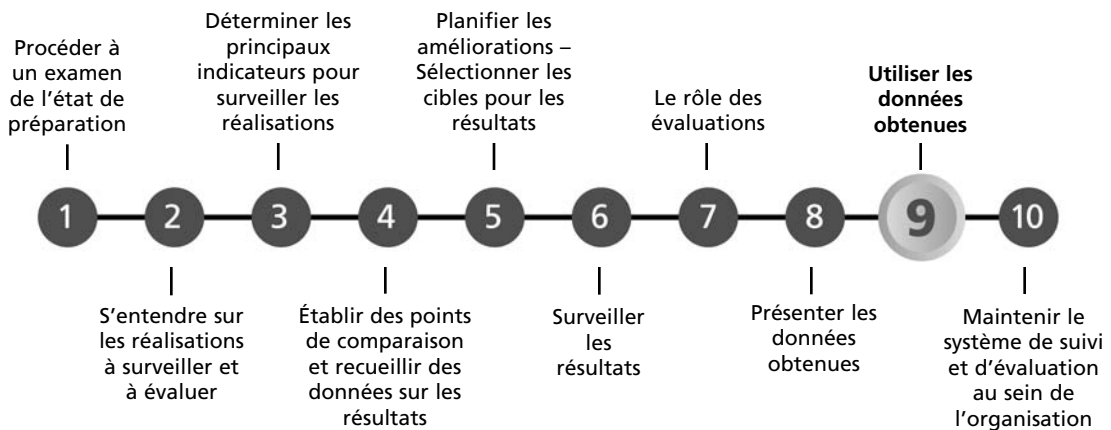 Procéder à
un examen
de l'état de
préparation
Déterminer les
principaux
indicateurs pour
surveiller les
réalisations
Planifier les
améliorations –
Sélectionner les
cibles pour les
résultats
Le rôle des
évaluations
Utiliser les
données
obtenues
1
2
3
4
5
6
7
8
9
10
S'entendre sur
les réalisations
à surveiller et
à évaluer
Établir des points
de comparaison
et recueillir des
données sur les
résultats
Surveiller
les
résultats
Présenter les
données
obtenues
Maintenir le
système de suivi
et d'évaluation
au sein de
l'organisation